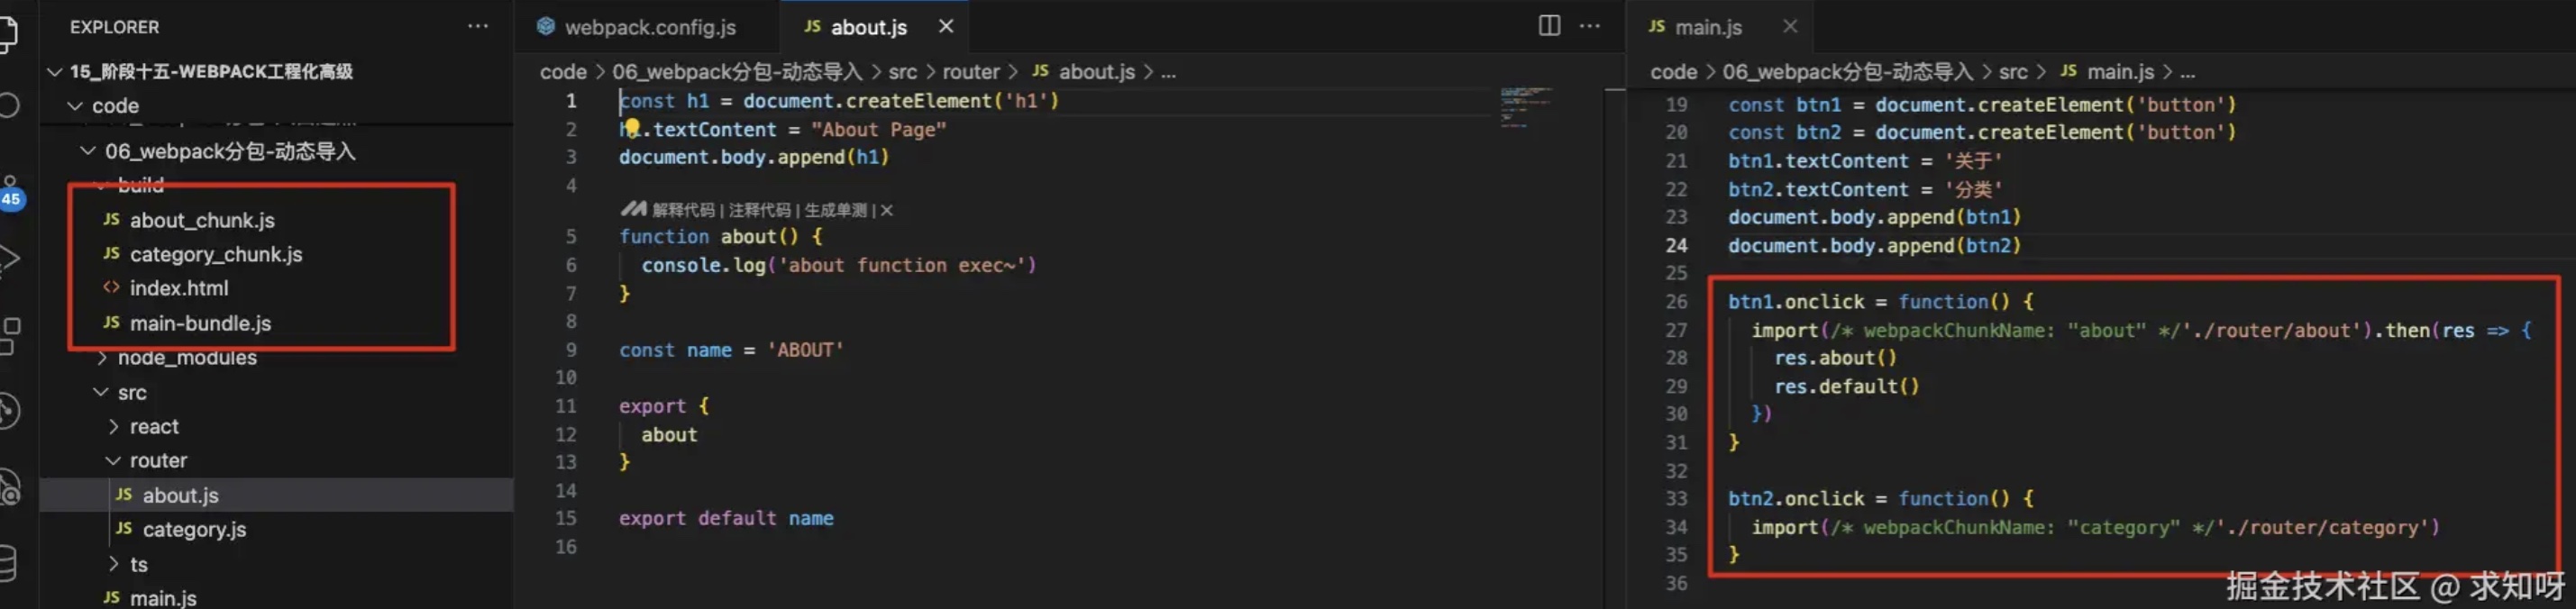 EXPLORER
15_阶段十五-WEBPACK工程化高级
code
06_webpack分包-动态导入
build
JS about_chunk.js
JS category_chunk.js
<> index.html
JS main-bundle.js
node_modules
src
react
router
JS about.js
JS category.js
ts
JS main.js
45
webpack.config.js
JS about.js
code > 06_webpack分包-动态导入 > src > router > JS about.js > ...
1 const h1 = document.createElement('h1')
2 h1.textContent = "About Page"
3 document.body.append(h1)
4
解释代码 | 注释代码 | 生成单测 | ×
5 function about() {
6 console.log('about function exec~')
7 }
8
9 const name = 'ABOUT'
10
11 export {
12 about
13 }
14
15 export default name
16
JS main.js
code > 06_webpack分包-动态导入 > src > JS main.js > ...
19 const btn1 = document.createElement('button')
20 const btn2 = document.createElement('button')
21 btn1.textContent = '关于'
22 btn2.textContent = '分类'
23 document.body.append(btn1)
24 document.body.append(btn2)
25
26 btn1.onclick = function() {
27 import(/* webpackChunkName: "about" */'./router/about').then(res => {
28 res.about()
29 res.default()
30 })
31 }
32
33 btn2.onclick = function() {
34 import(/* webpackChunkName: "category" */'./router/category')
35 }
36
掘金技术社区 @ 求知呀